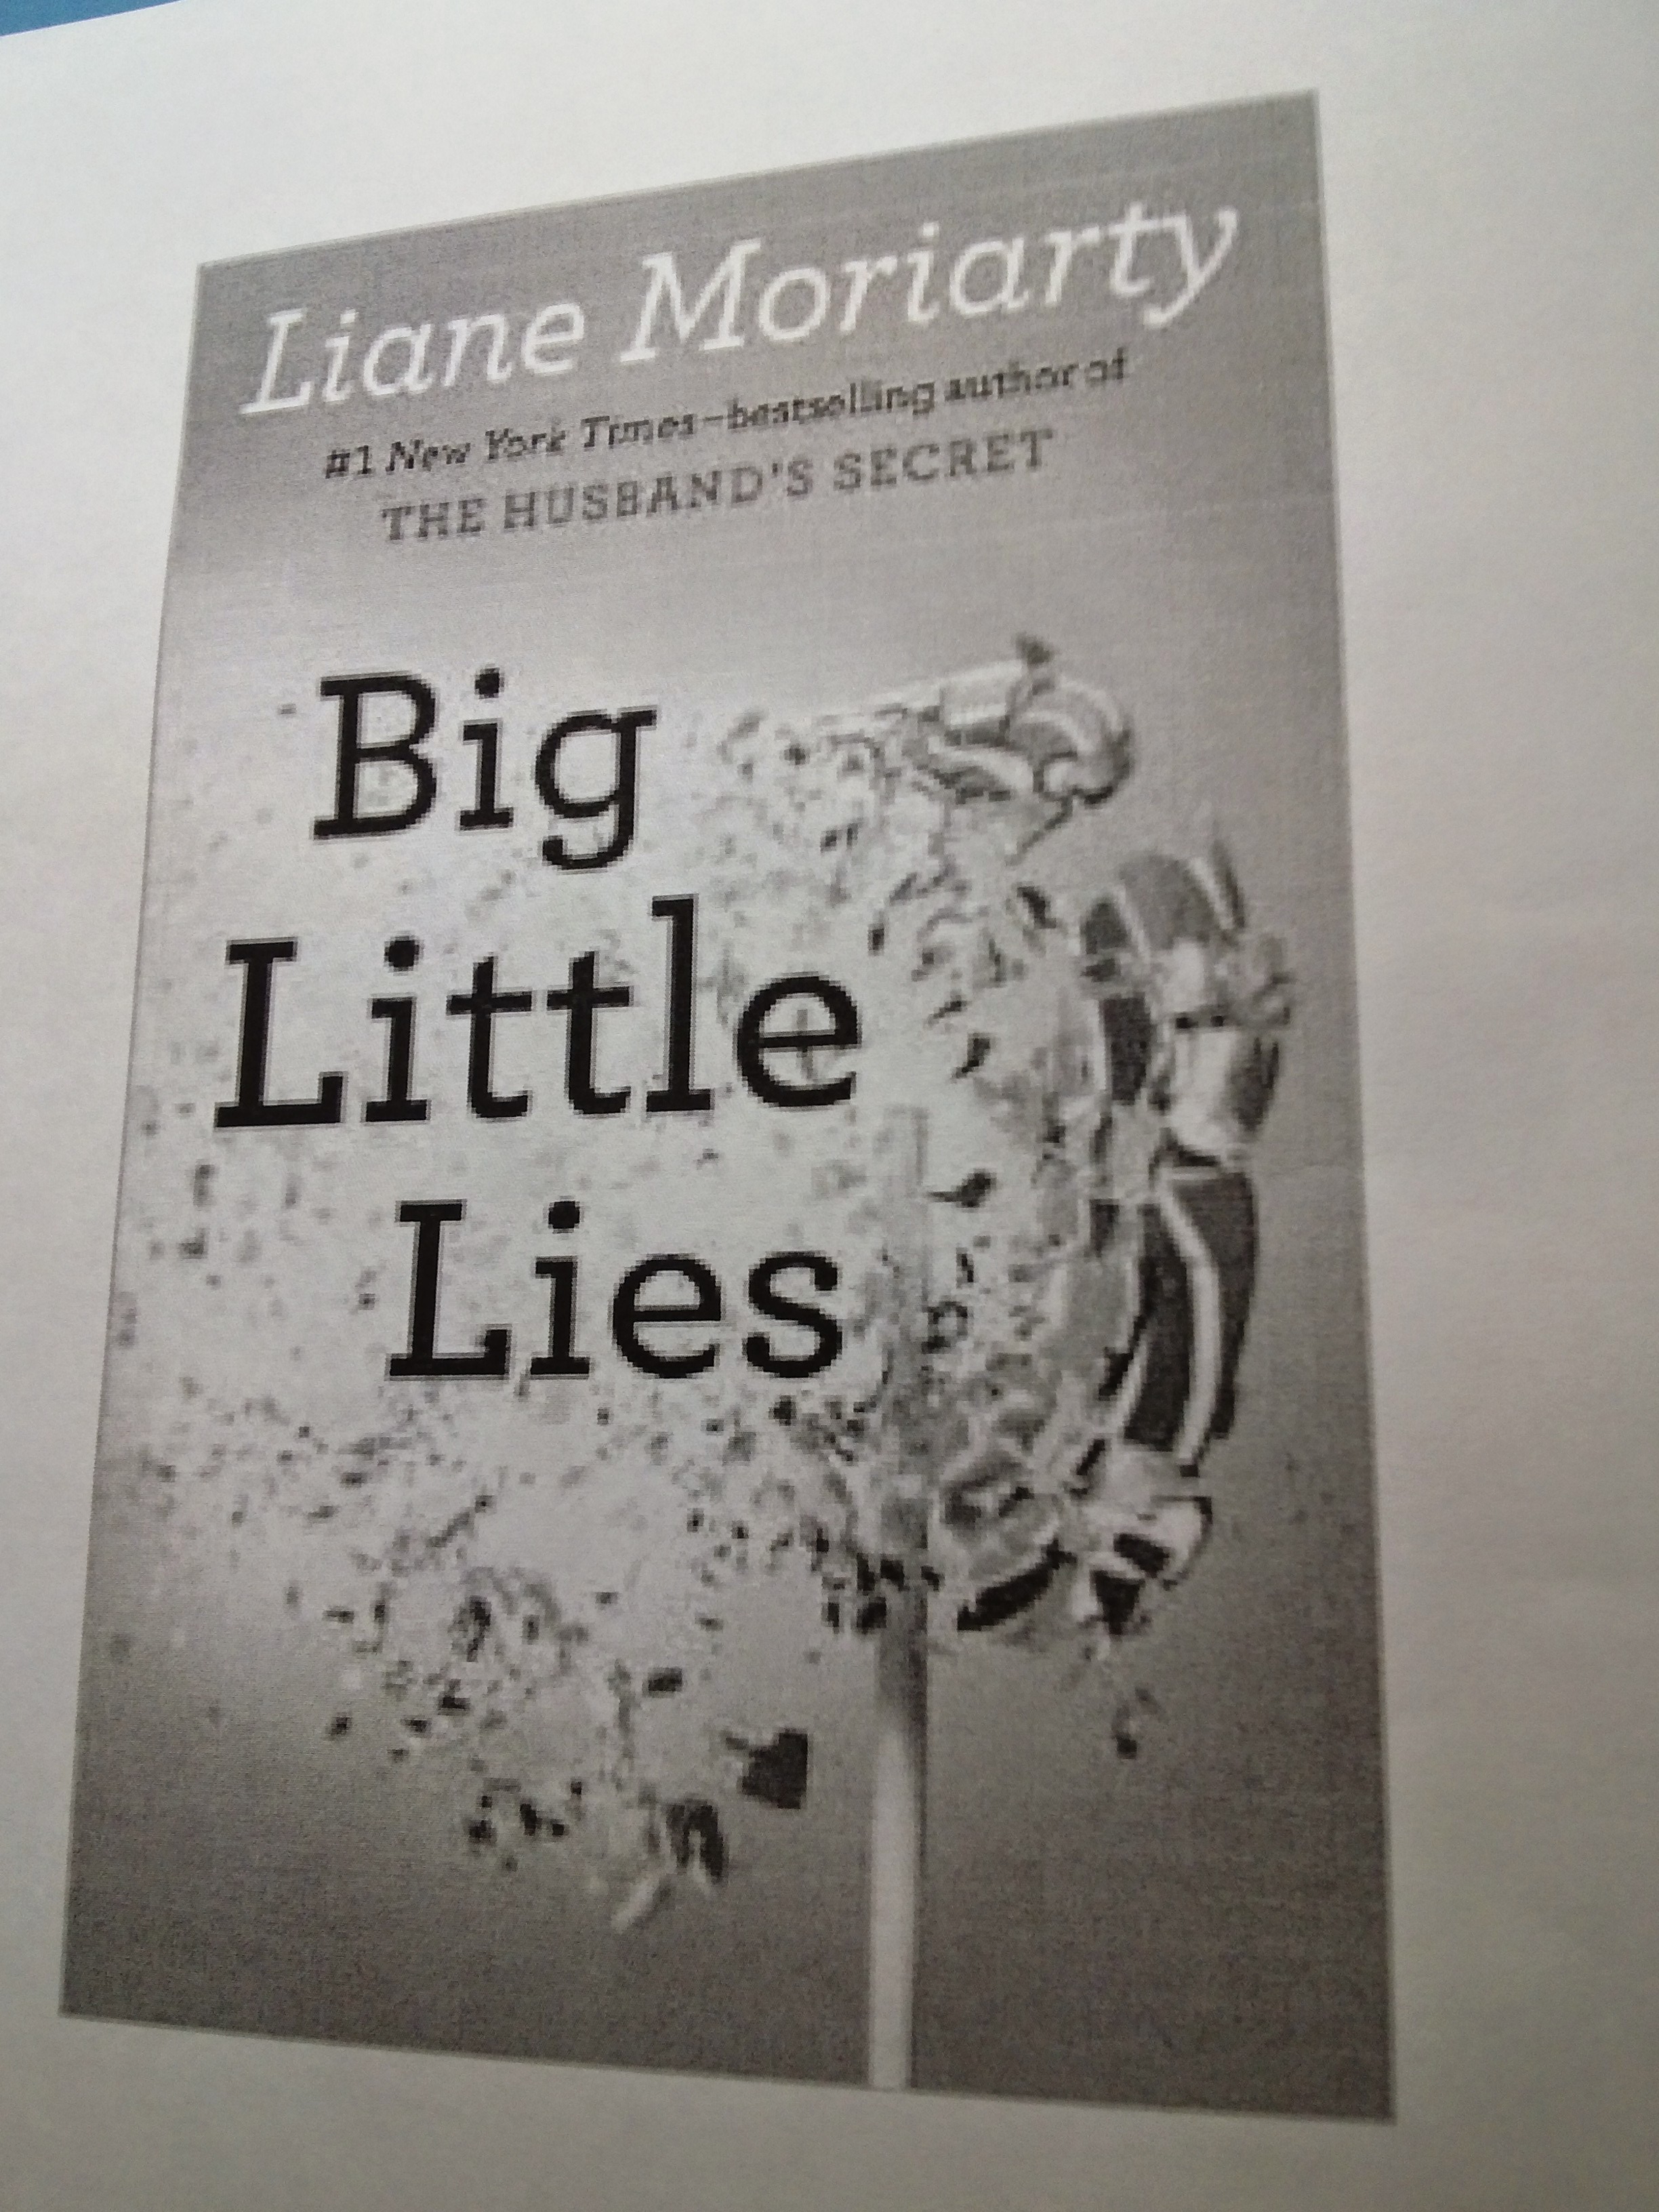 Liane Moriarty
#1 New York Times–bestselling author of
THE HUSBAND'S SECRET
Big
Little
Lies